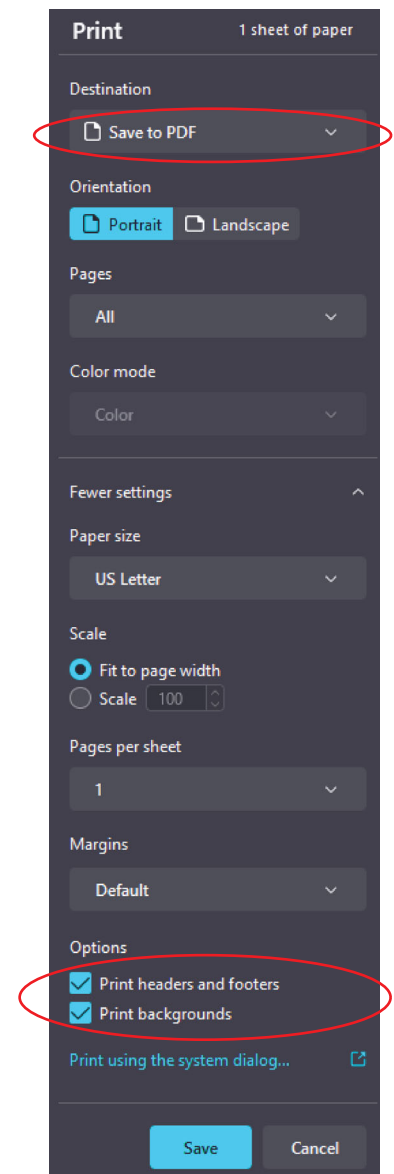 Print 1 sheet of paper
Destination
Save to PDF
Orientation
Portrait Landscape
Pages
All
Color mode
Color
Fewer settings
Paper size
US Letter
Scale
Fit to page width
Scale 100
Pages per sheet
1
Margins
Default
Options
Print headers and footers
Print backgrounds
Print using the system dialog...
Save Cancel